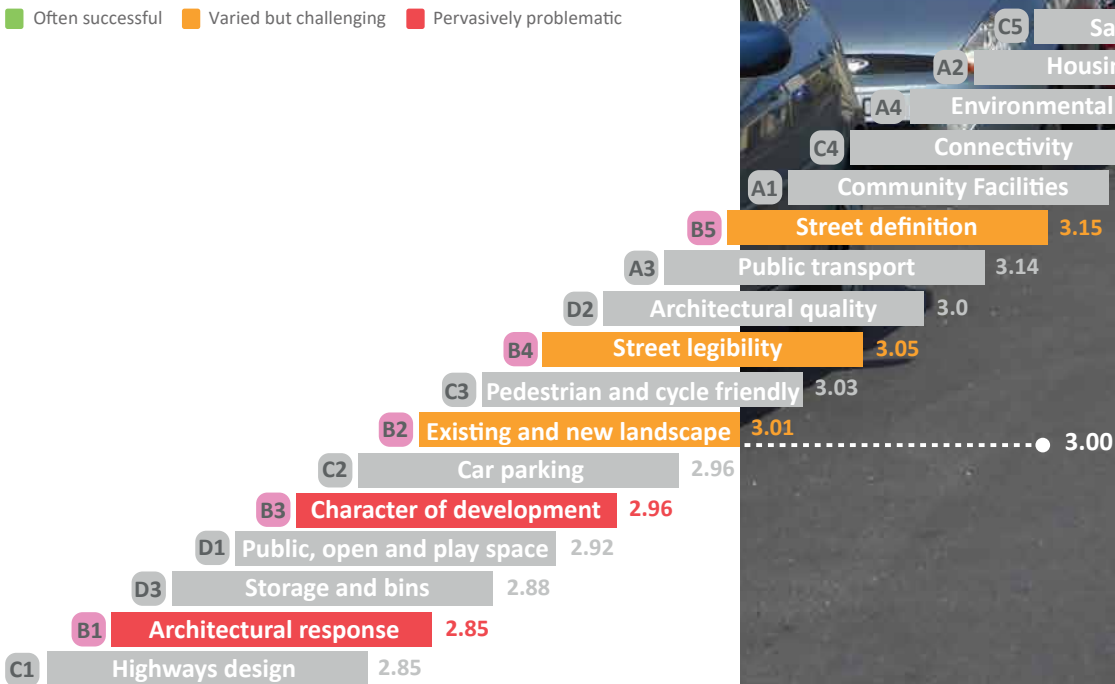 Often successful Varied but challenging Pervasively problematic
C5
A2
A4 Environmental
C4 Connectivity
A1 Community Facilities
B5 Street definition 3.15
A3 Public transport 3.14
D2 Architectural quality 3.0
B4 Street legibility 3.05
C3 Pedestrian and cycle friendly 3.03
B2 Existing and new landscape 3.01
3.00
C2 Car parking 2.96
B3 Character of development 2.96
D1 Public, open and play space 2.92
D3 Storage and bins 2.88
B1 Architectural response 2.85
C1 Highways design 2.85